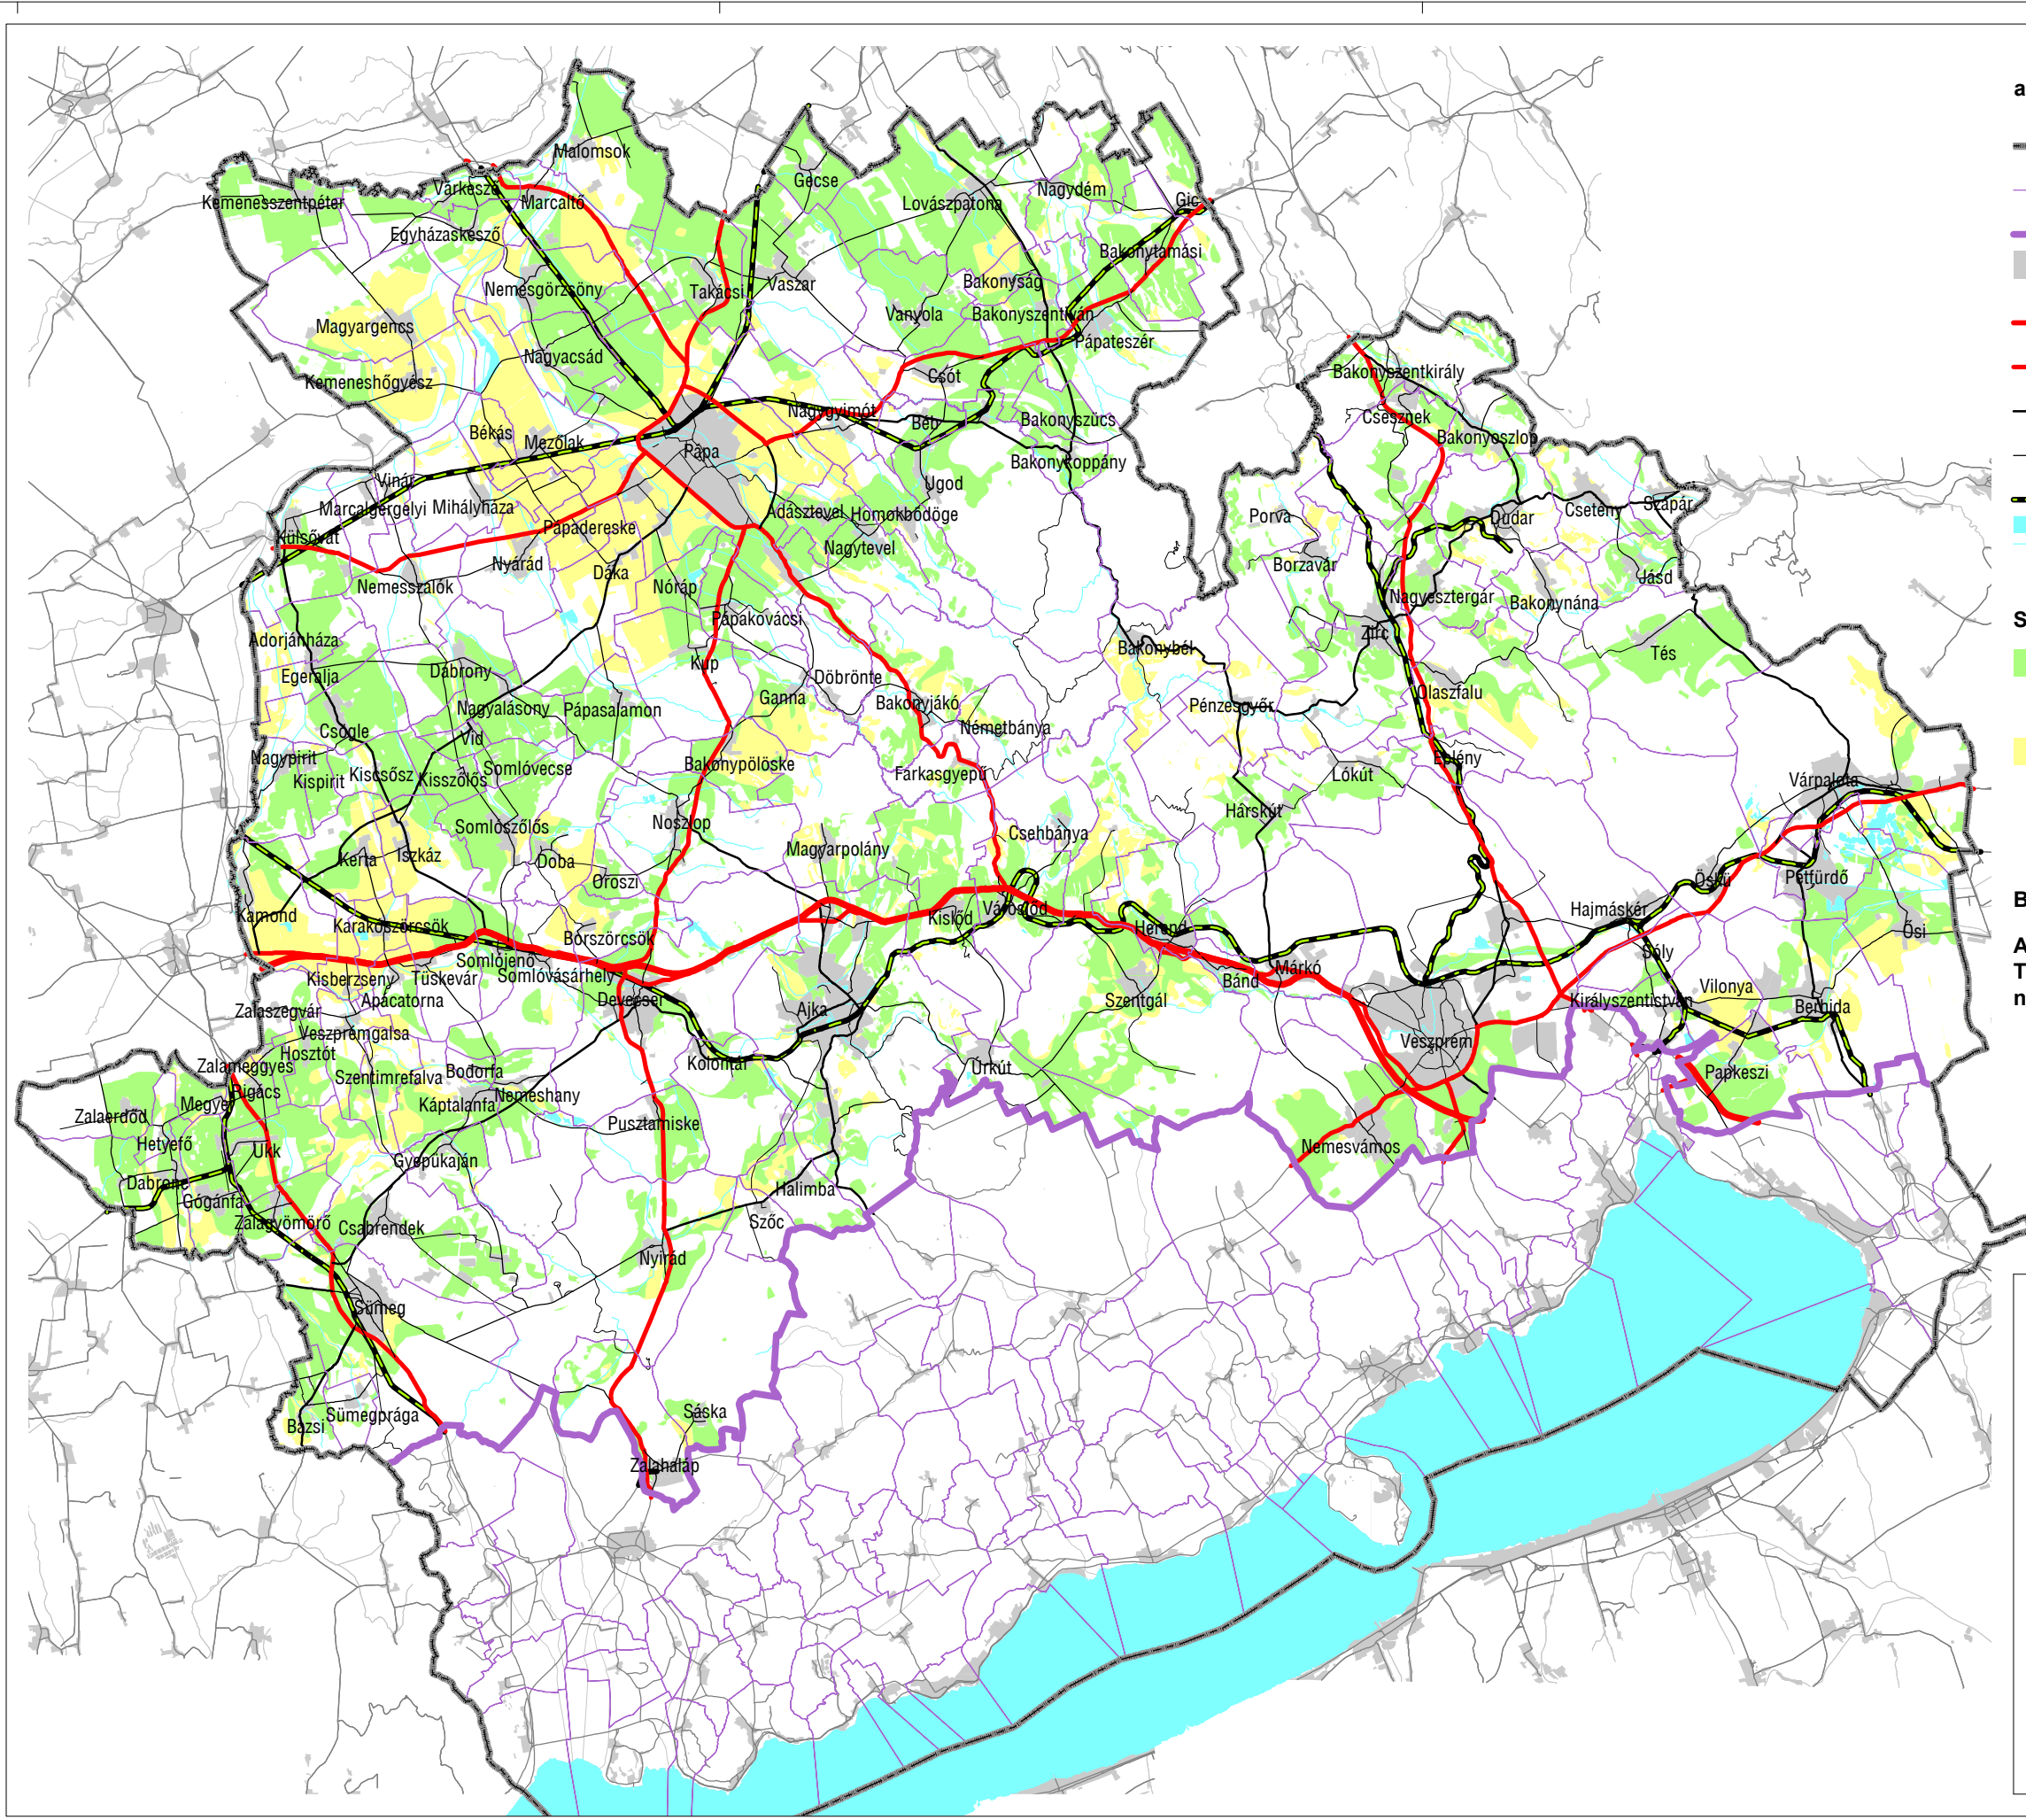 a
Malomsok
Gecse
Várkesző
Kemenesszentpéter
Marcaltő
Lovászpatona
Nagydém
Gic
Egyházaskesző
Bakonytamási
Nemesgörzsöny
Takácsi
Vaszar
Bakonyság
Magyargencs
Vanyola
Bakonyszentiván
Pápateszér
Nagyacsád
Kemeneshőgyész
Csót
Bakonyszentkirály
Nagygyimót
Béb
Bakonyszücs
Csesznek
Békás
Mezőlak
Pápa
Bakonyoszlop
Bakonykoppány
Vinár
Ugod
Marcalgergelyi
Mihályháza
Adásztevel
Homokbödöge
Porva
Dudar
Csetény
Szápár
Külsővat
Pápadereske
Nagytevel
Nyárád
Dáka
Nemesszalók
Nóráp
Borzavár
Jásd
Nagyesztergár
Bakonynána
Pápakovácsi
S
Zirc
Adorjánháza
Bakonybél
Tés
Kup
Egeralja
Dabrony
Döbrönte
Ganna
Olaszfalu
Nagyalásony
Pápasalamon
Bakonyjákó
Pénzesgyőr
Németbánya
Csögle
Vid
Nagypirit
Bakonypölöske
Eplény
Kispirit
Kiscsősz
Kisszőlős
Somlóvecse
Farkasgyepű
Lókút
Várpalota
Hárskút
Somlószőlős
Noszlop
Csehbánya
Magyarpolány
Kerta
Iszkáz
Doba
Oroszi
Öskü
Pétfürdő
B
Kamond
Kislőd
Városlőd
Hajmáskér
Karakószörcsök
Borszörcsök
Herend
Ősi
A
Somlójenő
Sóly
T
Kisberzseny
Tüskevár
Somlóvásárhely
Márkó
Bánd
Vilonya
n
Apácatorna
Devecser
Szentgál
Királyszentistván
Berhida
Zalaszegvár
Ajka
Veszprémgalsa
Veszprém
Hosztót
Zalameggyes
Kolontár
Úrkút
Bodorfa
Papkeszi
Szentimrefalva
Rigács
Nemeshany
Megyer
Káptalanfa
Zalaerdőd
Pusztamiske
Hetyefő
Ukk
Nemesvámos
Gyepükaján
Dabronc
Halimba
Gógánfa
Zalagyömörő
Csabrendek
Szőc
Nyirád
Sümeg
Sáska
Sümegprága
Bazsi
Zalahaláp